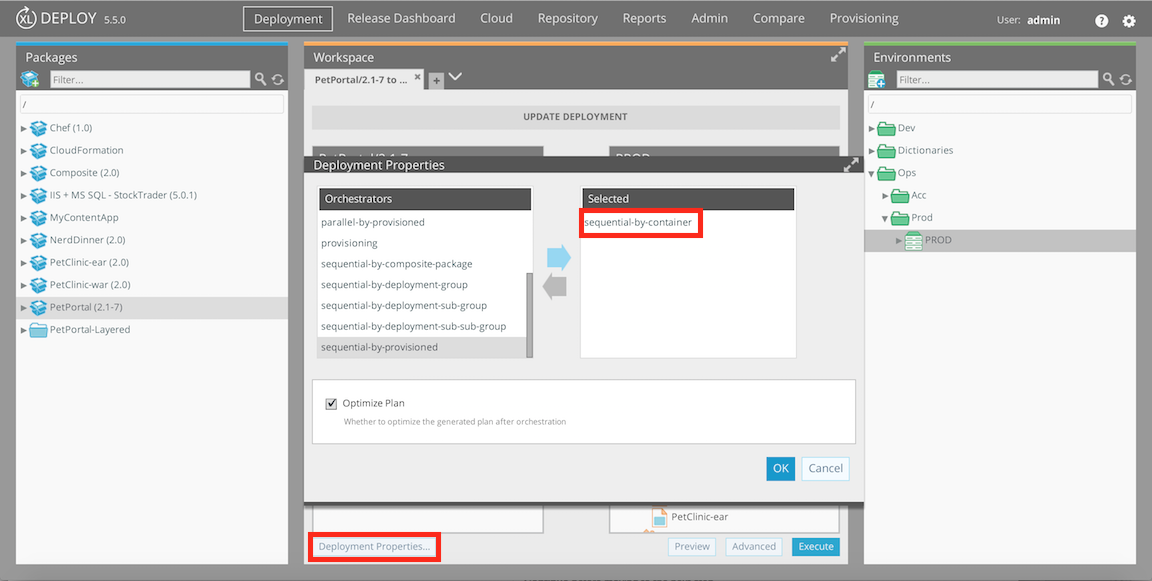 XL DEPLOY 5.5.0
Deployment
Release Dashboard
Cloud
Repository
Reports
Admin
Compare
Provisioning
User: admin
?
Packages
Filter...
/
Chef (1.0)
CloudFormation
Composite (2.0)
IIS + MS SQL - StockTrader (5.0.1)
MyContentApp
NerdDinner (2.0)
PetClinic-ear (2.0)
PetClinic-war (2.0)
PetPortal (2.1-7)
PetPortal-Layered
Workspace
PetPortal/2.1-7 to ...
UPDATE DEPLOYMENT
PetPortal/2.1-7
PROD
Deployment Properties
Orchestrators
parallel-by-provisioned
provisioning
sequential-by-composite-package
sequential-by-deployment-group
sequential-by-deployment-sub-group
sequential-by-deployment-sub-sub-group
sequential-by-provisioned
Selected
sequential-by-container
Optimize Plan
Whether to optimize the generated plan after orchestration
OK
Cancel
PetClinic-ear
Deployment Properties...
Preview
Advanced
Execute
Environments
Filter...
/
Dev
Dictionaries
Ops
Acc
Prod
PROD